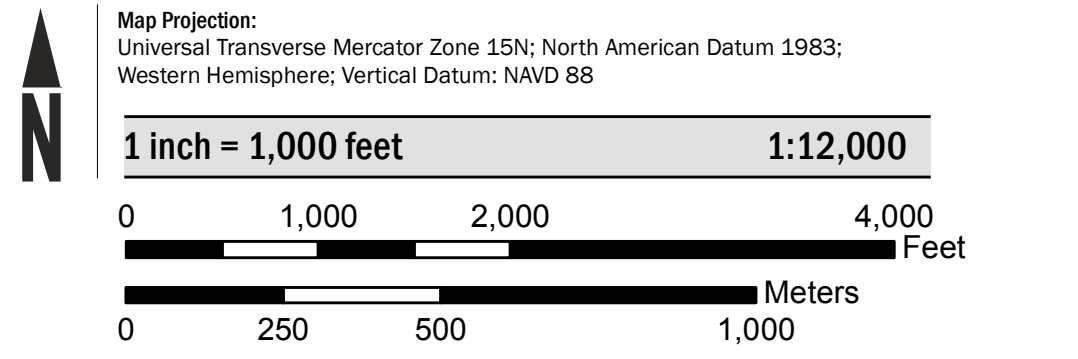 N
Map Projection:
Universal Transverse Mercator Zone 15N; North American Datum 1983;
Western Hemisphere; Vertical Datum: NAVD 88
1 inch = 1,000 feet 1:12,000
0 1,000 2,000 4,000
Feet
Meters
0 250 500 1,000